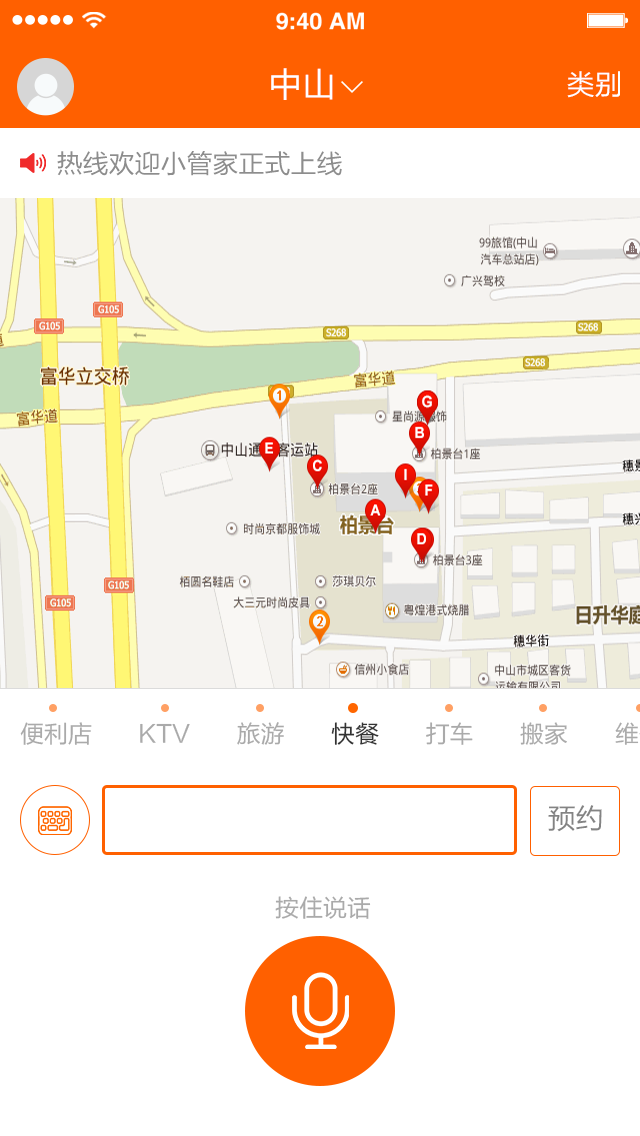 9:40 AM
中山
类别
热线欢迎小管家正式上线
99旅馆(中山
汽车总站店)
广兴驾校
G105
G105
S268
S268
S268
富华立交桥
富华道
富华道
1
G
星尚源服饰
B
柏景台1座
E
中山通
客运站
C
柏景台2座
I
F
穗景
A
柏景台
时尚京都服饰城
穗兴
D
柏景台3座
栢圆名鞋店
莎琪贝尔
G105
G105
大三元时尚皮具
粤煌港式烧腊
2
日升华庭
穗华街
信州小食店
中山市城区客货
运输有限公司
便利店
KTV
旅游
快餐
打车
搬家
维
预约
按住说话